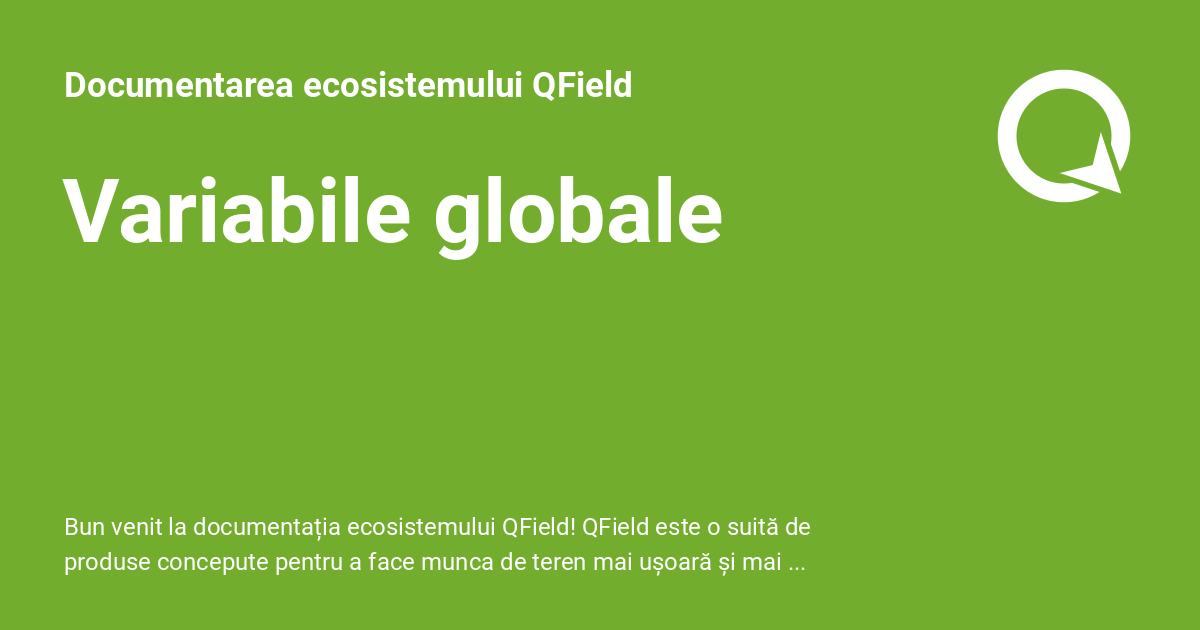 Documentarea ecosistemului QField
Variabile globale
Bun venit la documentația ecosistemului QField! QField este o suită de
produse concepute pentru a face munca de teren mai ușoară și mai ...